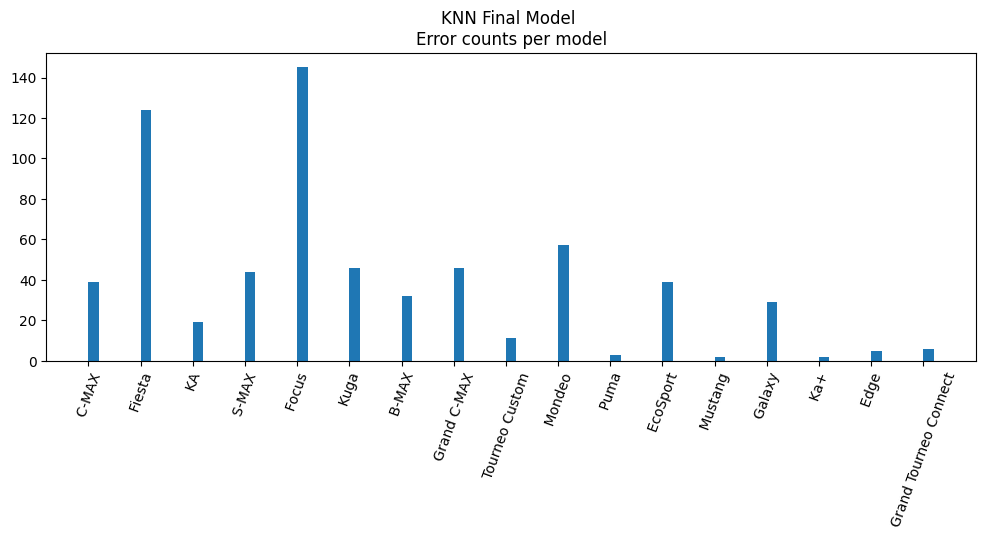 KNN Final Model
Error counts per model
140
120
100
80
60
40
20
0
C-MAX
Fiesta
KA
S-MAX
Focus
Kuga
B-MAX
Grand C-MAX
Tourneo Custom
Mondeo
Puma
EcoSport
Mustang
Galaxy
Ka+
Edge
Grand Tourneo Connect